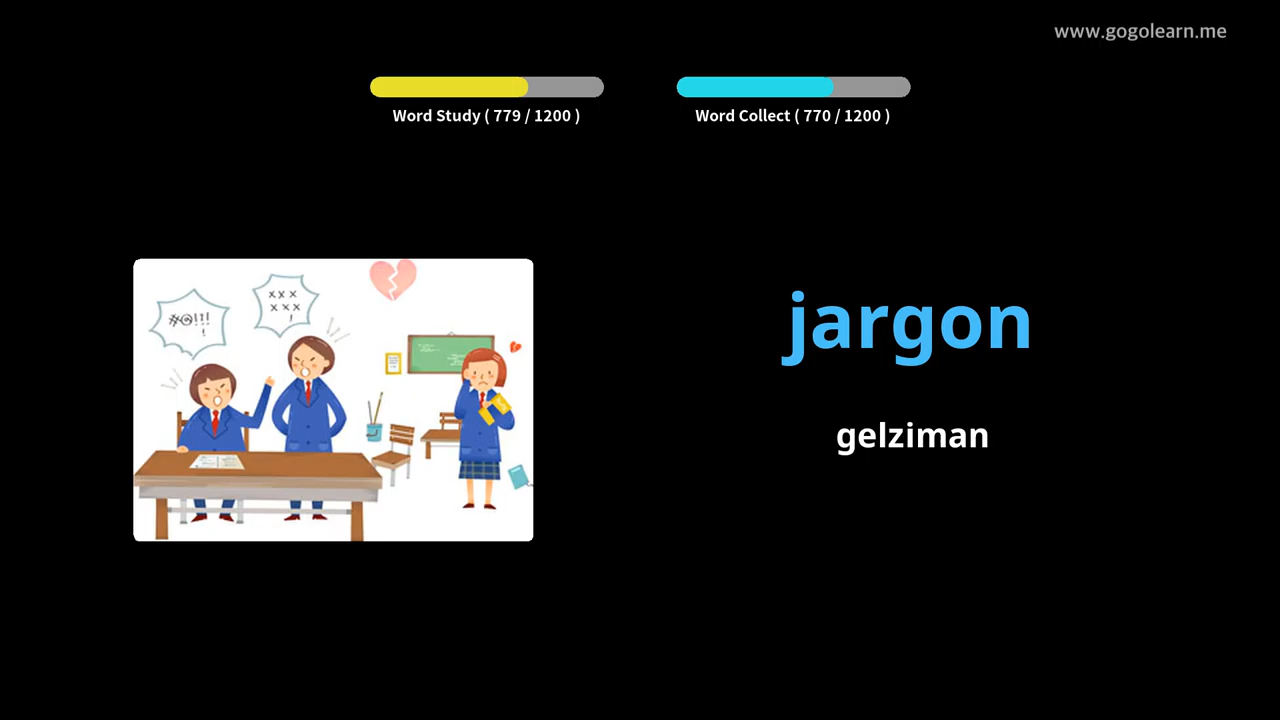 www.gogolearn.me
Word Study ( 779 / 1200 )
Word Collect ( 770 / 1200 )
#@!!!
!
x x x
x x x
!
jargon
gelziman